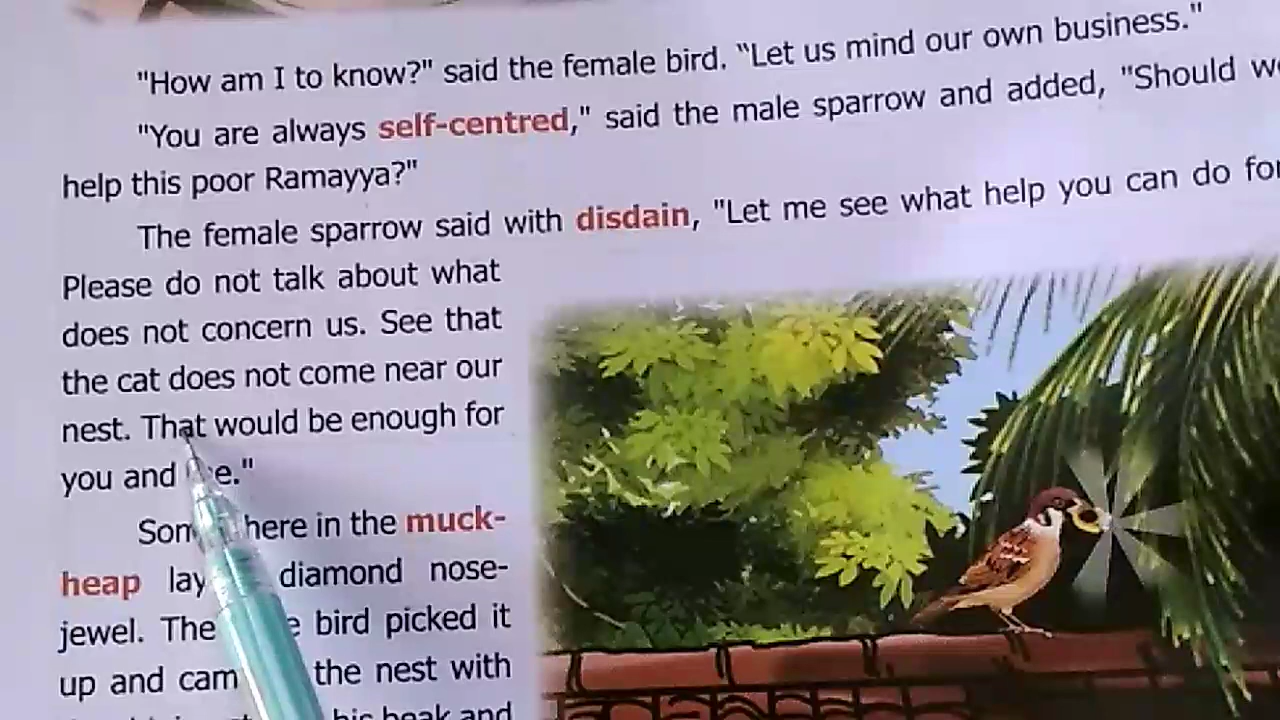 "How am I to know?" said the female bird. “Let us mind our own business."
"You are always self-centred," said the male sparrow and added, "Should
help this poor Ramayya?"
The female sparrow said with disdain, "Let me see what help you can do for
Please do not talk about what
does not concern us. See that
the cat does not come near our
nest. That would be enough for
you and
here in the muck-
heap lay diamond nose-
jewel. The bird picked it
up and the nest with
his beak and